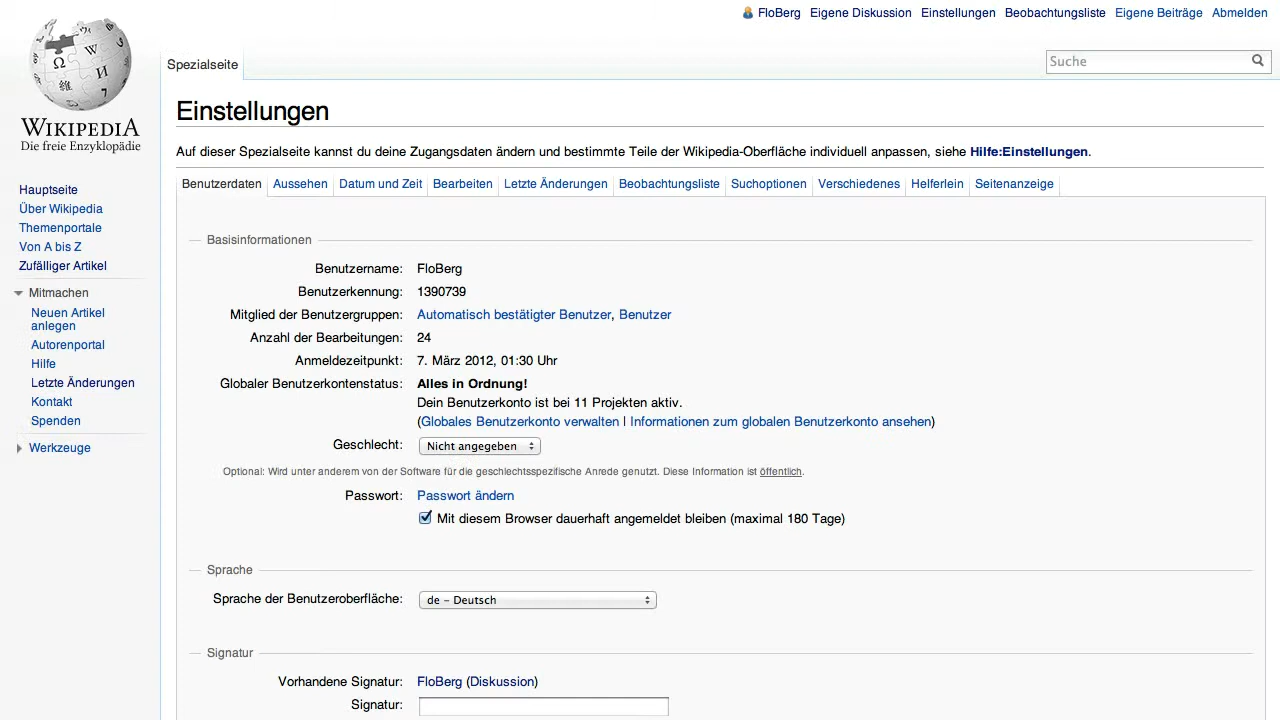 FloBerg Eigene Diskussion Einstellungen Beobachtungsliste Eigene Beiträge Abmelden
Spezialseite
Suche
WIKIPEDIA
Die freie Enzyklopädie
Hauptseite
Über Wikipedia
Themenportale
Von A bis Z
Zufälliger Artikel
Mitmachen
Neuen Artikel
anlegen
Autorenportal
Hilfe
Letzte Änderungen
Kontakt
Spenden
Werkzeuge
Einstellungen
Auf dieser Spezialseite kannst du deine Zugangsdaten ändern und bestimmte Teile der Wikipedia-Oberfläche individuell anpassen, siehe Hilfe:Einstellungen.
Benutzerdaten Aussehen Datum und Zeit Bearbeiten Letzte Änderungen Beobachtungsliste Suchoptionen Verschiedenes Helferlein Seitenanzeige
Basisinformationen
Benutzername: FloBerg
Benutzerkennung: 1390739
Mitglied der Benutzergruppen: Automatisch bestätigter Benutzer, Benutzer
Anzahl der Bearbeitungen: 24
Anmeldezeitpunkt: 7. März 2012, 01:30 Uhr
Globaler Benutzerkontenstatus: Alles in Ordnung!
Dein Benutzerkonto ist bei 11 Projekten aktiv.
(Globales Benutzerkonto verwalten | Informationen zum globalen Benutzerkonto ansehen)
Geschlecht: Nicht angegeben
Optional: Wird unter anderem von der Software für die geschlechtsspezifische Anrede genutzt. Diese Information ist öffentlich.
Passwort: Passwort ändern
Mit diesem Browser dauerhaft angemeldet bleiben (maximal 180 Tage)
Sprache
Sprache der Benutzeroberfläche: de – Deutsch
Signatur
Vorhandene Signatur: FloBerg (Diskussion)
Signatur: